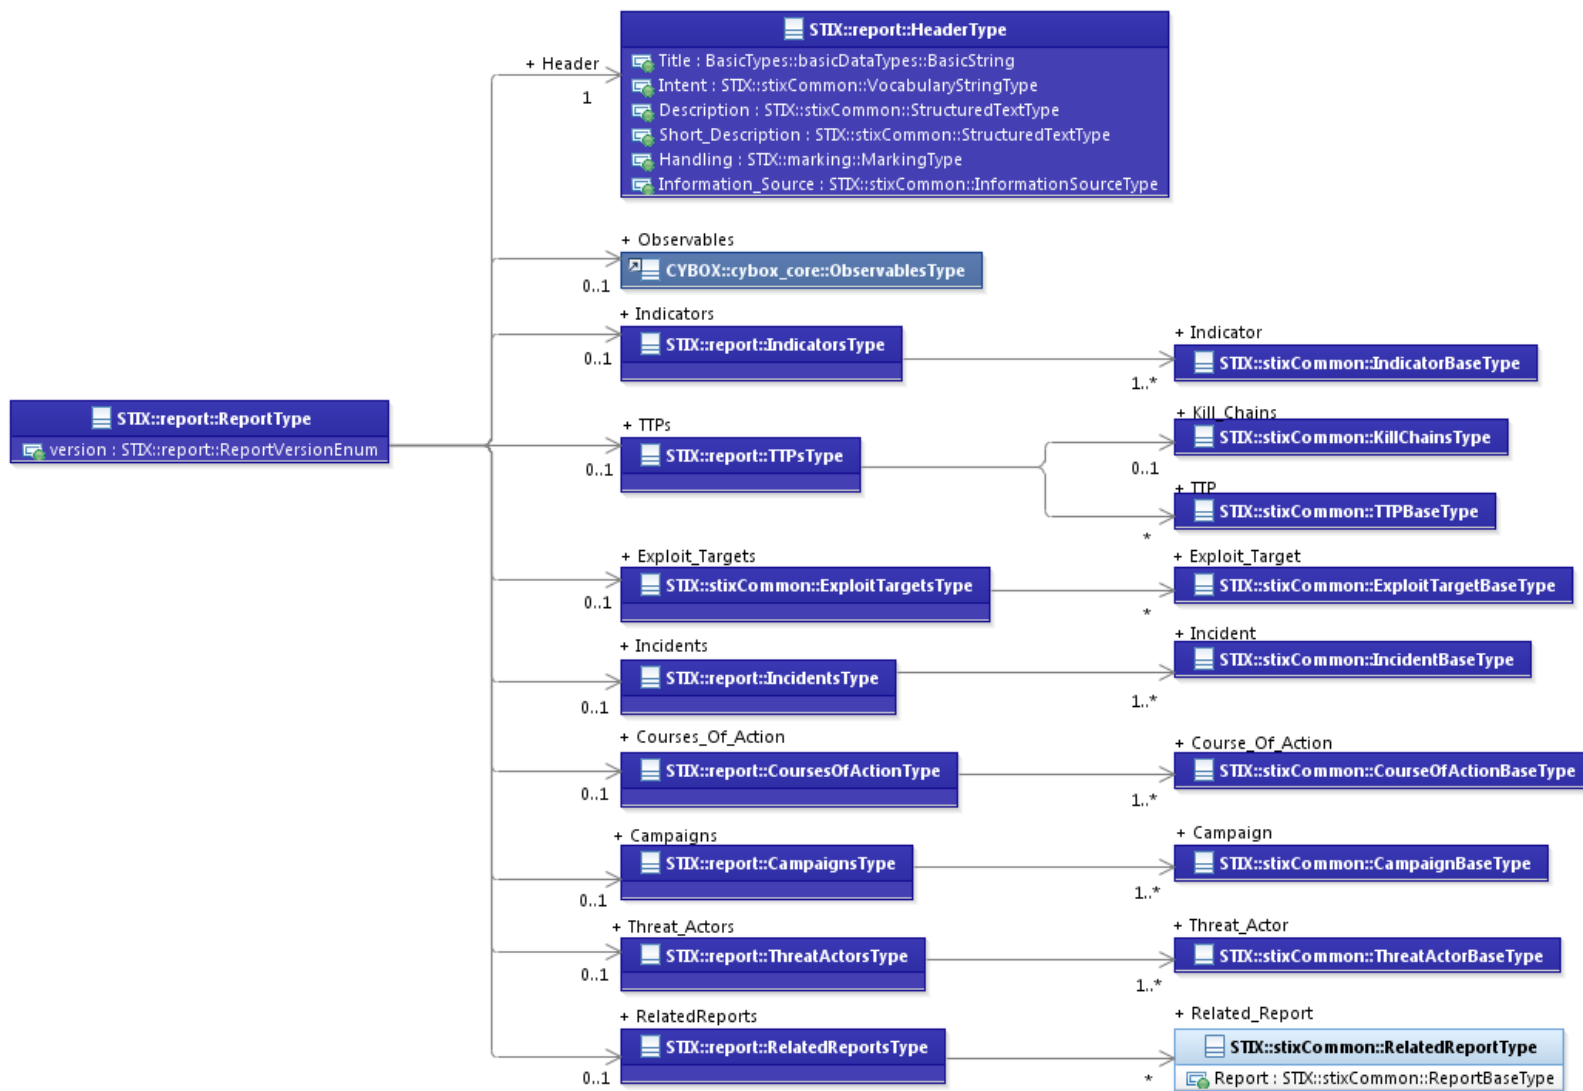 STIX::report::HeaderType
+ Header
Title : BasicTypes::basicDataTypes::BasicString
Intent : STIX::stixCommon::VocabularyStringType
1
Description : STIX::stixCommon::StructuredTextType
Short_Description : STIX::stixCommon::StructuredTextType
Handling : STIX::marking::MarkingType
Information_Source : STIX::stixCommon::InformationSourceType
+ Observables
CYBOX::cybox_core::ObservablesType
0..1
+ Indicators
STIX::report::IndicatorsType
0..1
+ Indicator
STIX::stixCommon::IndicatorBaseType
1..*
STIX::report::ReportType
version : STIX::report::ReportVersionEnum
+ TTPs
STIX::report::TTPsType
0..1
+ Kill_Chains
STIX::stixCommon::KillChainsType
0..1
+ TTP
STIX::stixCommon::TTPBaseType
*
+ Exploit_Targets
STIX::stixCommon::ExploitTargetsType
0..1
+ Exploit_Target
STIX::stixCommon::ExploitTargetBaseType
*
+ Incidents
STIX::report::IncidentsType
0..1
+ Incident
STIX::stixCommon::IncidentBaseType
1..*
+ Courses_Of_Action
STIX::report::CoursesOfActionType
0..1
+ Course_Of_Action
STIX::stixCommon::CourseOfActionBaseType
1..*
+ Campaigns
STIX::report::CampaignsType
0..1
+ Campaign
STIX::stixCommon::CampaignBaseType
1..*
+ Threat_Actors
STIX::report::ThreatActorsType
0..1
+ Threat_Actor
STIX::stixCommon::ThreatActorBaseType
1..*
+ RelatedReports
STIX::report::RelatedReportsType
0..1
+ Related_Report
STIX::stixCommon::RelatedReportType
*
Report : STIX::stixCommon::ReportBaseType